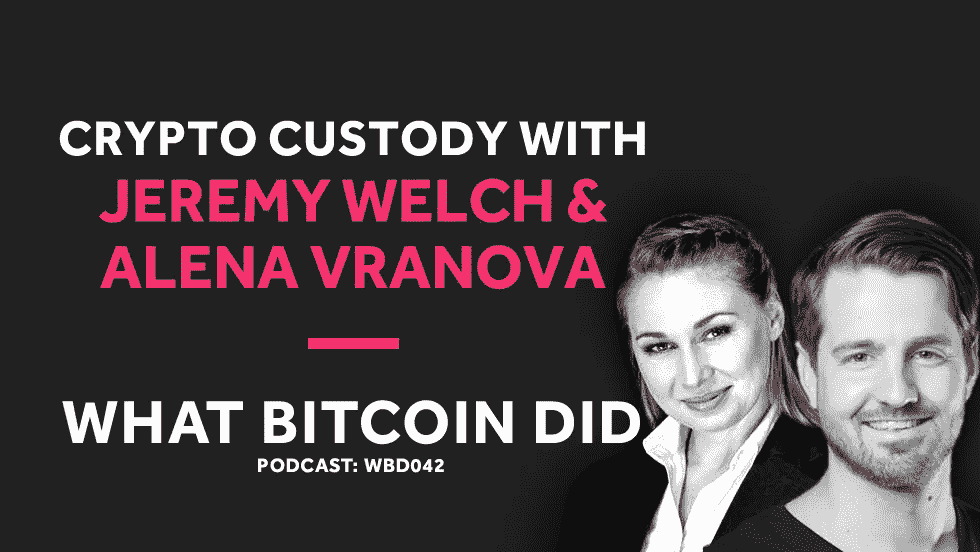 CRYPTO CUSTODY WITH
JEREMY WELCH &
ALENA VRANOVA
WHAT BITCOIN DID
PODCAST: WBD042